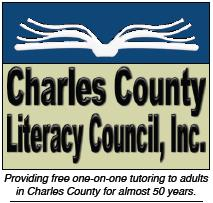 Charles County
Literacy Council, Inc.
Providing free one-on-one tutoring to adults
in Charles County for almost 50 years.